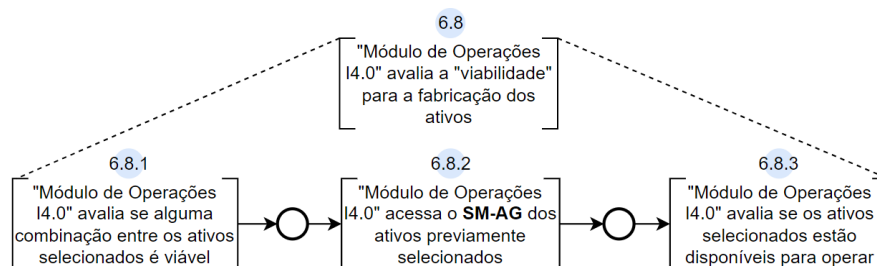 6.8
"Módulo de Operações
I4.0" avalia a "viabilidade"
para a fabricação dos
ativos
6.8.1
"Módulo de Operações
I4.0" avalia se alguma
combinação entre os ativos
selecionados é viável
6.8.2
"Módulo de Operações
I4.0" acessa o SM-AG dos
ativos previamente
selecionados
6.8.3
"Módulo de Operações
I4.0" avalia se os ativos
selecionados estão
disponíveis para operar